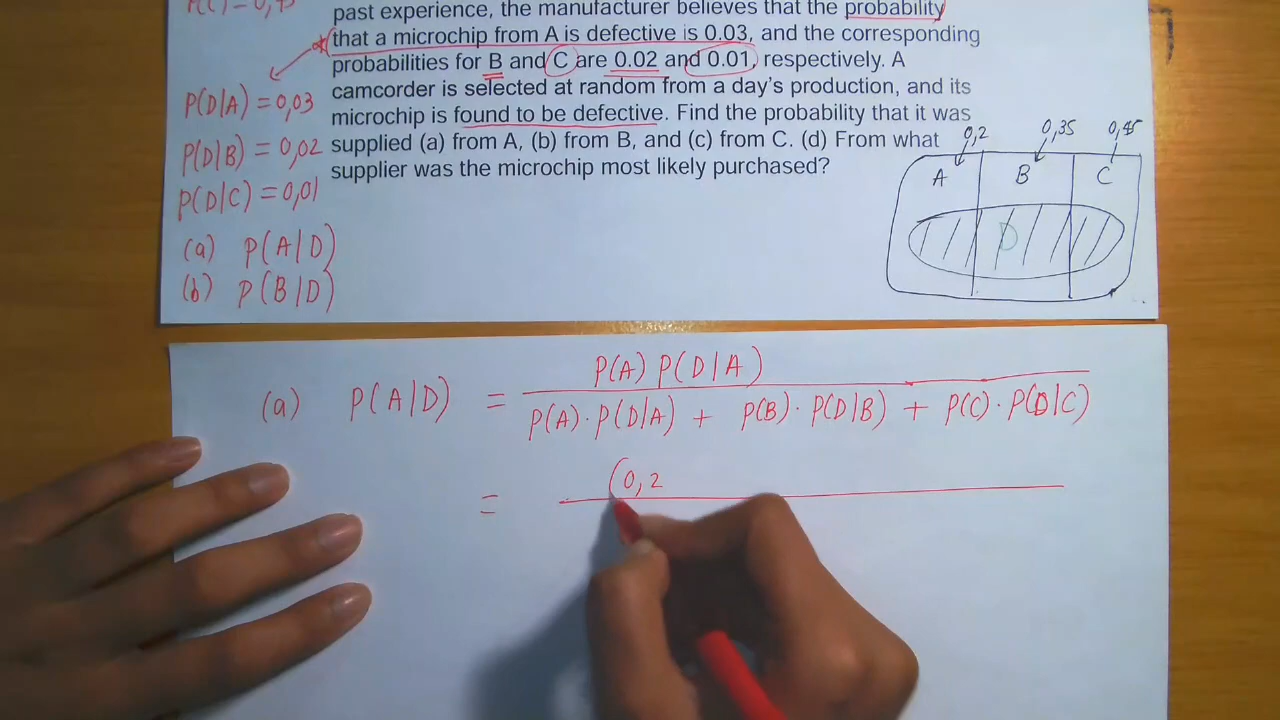 P(C) = 0,45
past experience, the manufacturer believes that the probability
that a microchip from A is defective is 0.03, and the corresponding
probabilities for B and C are 0.02 and 0.01, respectively. A
camcorder is selected at random from a day's production, and its
microchip is found to be defective. Find the probability that it was
supplied (a) from A, (b) from B, and (c) from C. (d) From what
supplier was the microchip most likely purchased?
P(D|A) = 0,03
P(D|B) = 0,02
P(D|C) = 0,01
(a) P(A|D)
(b) P(B|D)
0,2 0,35 0,45
A B C
D
(a) P(A|D) = P(A) P(D|A)
P(A) · P(D|A) + P(B) · P(D|B) + P(C) · P(D|C)
= (0,2